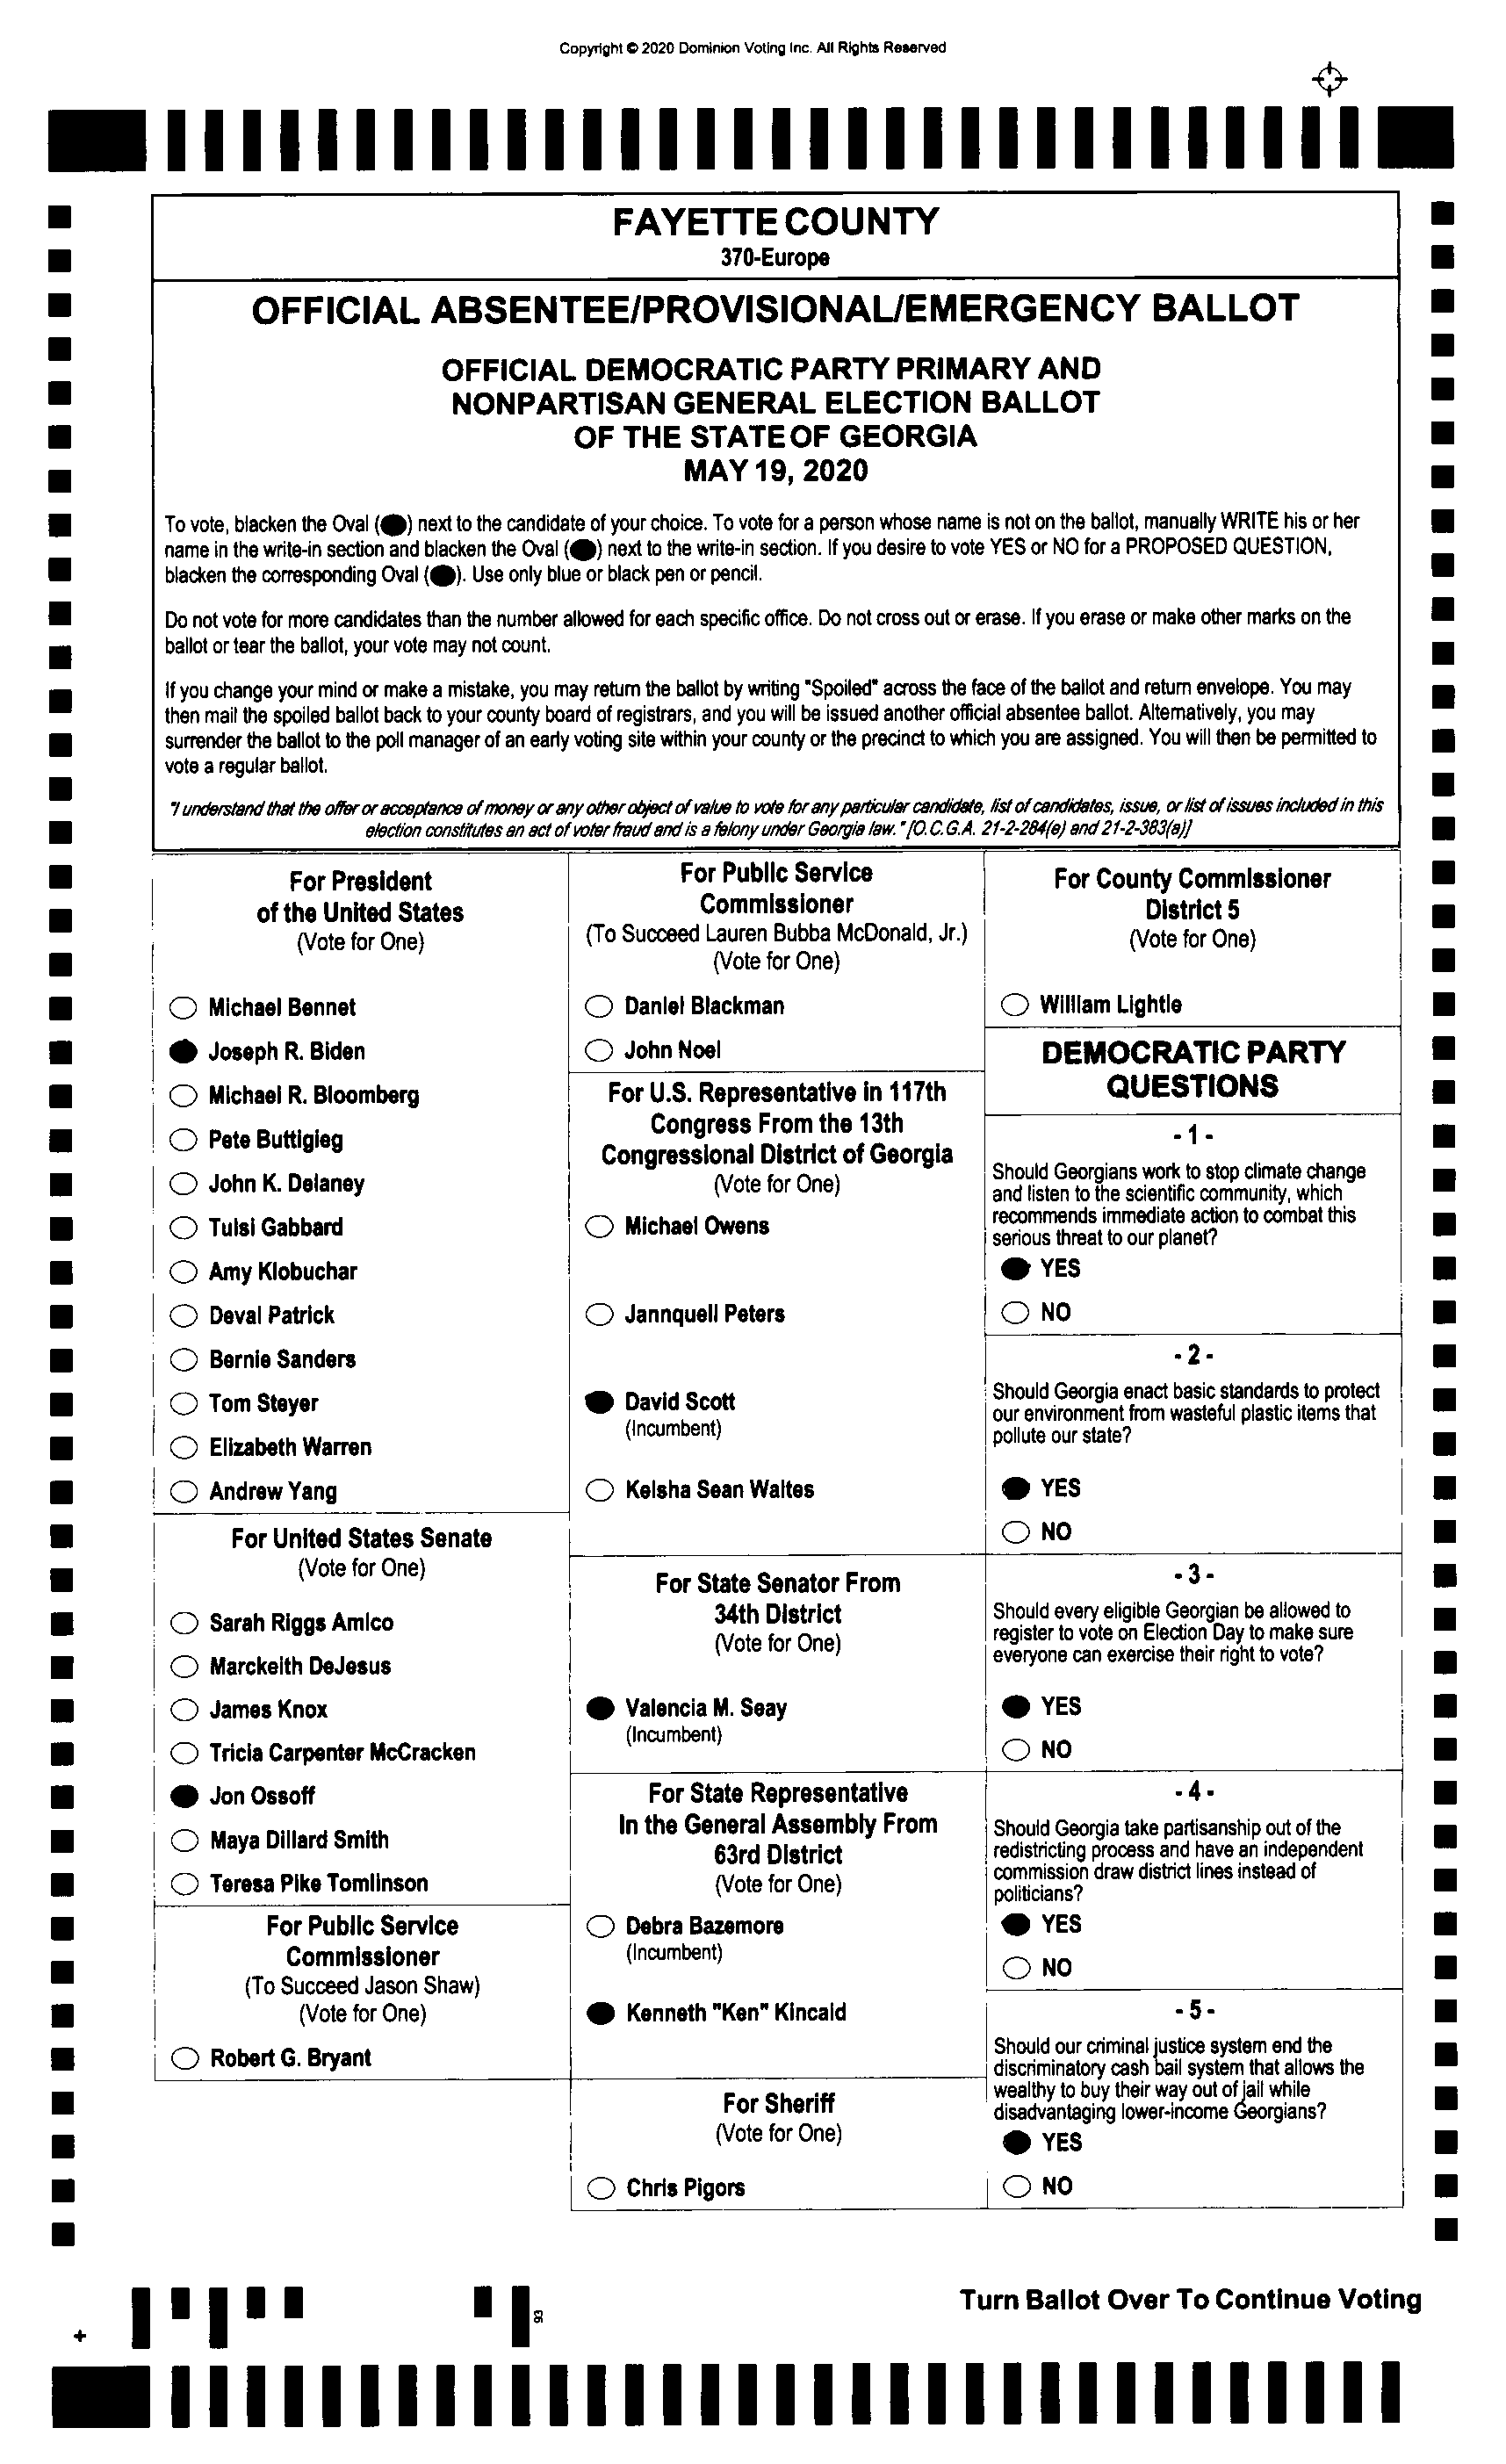 Copyright © 2020 Dominion Voting Inc. All Rights Reserved
FAYETTE COUNTY
370-Europe
OFFICIAL ABSENTEE/PROVISIONAL/EMERGENCY BALLOT
OFFICIAL DEMOCRATIC PARTY PRIMARY AND
NONPARTISAN GENERAL ELECTION BALLOT
OF THE STATE OF GEORGIA
MAY 19, 2020
To vote, blacken the Oval (⬬) next to the candidate of your choice. To vote for a person whose name is not on the ballot, manually WRITE his or her
name in the write-in section and blacken the Oval (⬬) next to the write-in section. If you desire to vote YES or NO for a PROPOSED QUESTION,
blacken the corresponding Oval (⬬). Use only blue or black pen or pencil.
Do not vote for more candidates than the number allowed for each specific office. Do not cross out or erase. If you erase or make other marks on the
ballot or tear the ballot, your vote may not count.
If you change your mind or make a mistake, you may return the ballot by writing "Spoiled" across the face of the ballot and return envelope. You may
then mail the spoiled ballot back to your county board of registrars, and you will be issued another official absentee ballot. Alternatively, you may
surrender the ballot to the poll manager of an early voting site within your county or the precinct to which you are assigned. You will then be permitted to
vote a regular ballot.
"I understand that the offer or acceptance of money or any other object of value to vote for any particular candidate, list of candidates, issue, or list of issues included in this
election constitutes an act of voter fraud and is a felony under Georgia law." [O.C.G.A. 21-2-284(e) and 21-2-383(a)]
For President
of the United States
(Vote for One)
Michael Bennet
Joseph R. Biden
Michael R. Bloomberg
Pete Buttigieg
John K. Delaney
Tulsi Gabbard
Amy Klobuchar
Deval Patrick
Bernie Sanders
Tom Steyer
Elizabeth Warren
Andrew Yang
For United States Senate
(Vote for One)
Sarah Riggs Amico
Marckeith DeJesus
James Knox
Tricia Carpenter McCracken
Jon Ossoff
Maya Dillard Smith
Teresa Pike Tomlinson
For Public Service
Commissioner
(To Succeed Jason Shaw)
(Vote for One)
Robert G. Bryant
For Public Service
Commissioner
(To Succeed Lauren Bubba McDonald, Jr.)
(Vote for One)
Daniel Blackman
John Noel
For U.S. Representative in 117th
Congress From the 13th
Congressional District of Georgia
(Vote for One)
Michael Owens
Jannquell Peters
David Scott
(Incumbent)
Keisha Sean Waites
For State Senator From
34th District
(Vote for One)
Valencia M. Seay
(Incumbent)
For State Representative
In the General Assembly From
63rd District
(Vote for One)
Debra Bazemore
(Incumbent)
Kenneth "Ken" Kincaid
For Sheriff
(Vote for One)
Chris Pigors
For County Commissioner
District 5
(Vote for One)
William Lightle
DEMOCRATIC PARTY
QUESTIONS
- 1 -
Should Georgians work to stop climate change
and listen to the scientific community, which
recommends immediate action to combat this
serious threat to our planet?
YES
NO
- 2 -
Should Georgia enact basic standards to protect
our environment from wasteful plastic items that
pollute our state?
YES
NO
- 3 -
Should every eligible Georgian be allowed to
register to vote on Election Day to make sure
everyone can exercise their right to vote?
YES
NO
- 4 -
Should Georgia take partisanship out of the
redistricting process and have an independent
commission draw district lines instead of
politicians?
YES
NO
- 5 -
Should our criminal justice system end the
discriminatory cash bail system that allows the
wealthy to buy their way out of jail while
disadvantaging lower-income Georgians?
YES
NO
Turn Ballot Over To Continue Voting
93
+